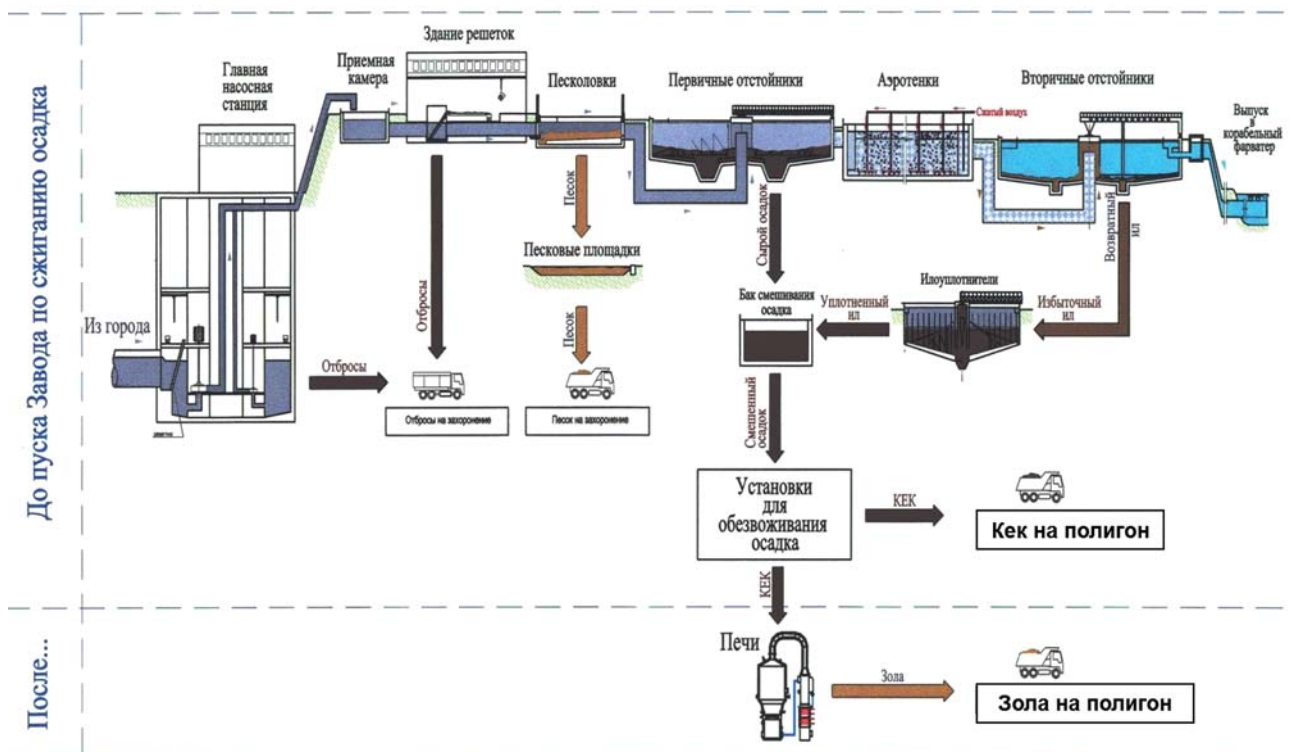 До пуска Завода по сжиганию осадка
После...
Главная
насосная
станция
Приемная
камера
Здание решеток
Песколовки
Первичные отстойники
Аэротенки
Сжатый воздух
Вторичные отстойники
Выпуск
в
корабельный
фарватер
Из города
Отбросы
Отбросы
Отбросы на захоронение
Песок
Песковые площадки
Песок
Песок на захоронение
Сырой осадок
Бак смешивания
осадка
Уплотненный
ил
Илоуплотнители
Избыточный
ил
Возвратный
ил
Смешенный
осадок
Установки
для
обезвоживания
осадка
КЕК
Кек на полигон
КЕК
Печи
Зола
Зола на полигон